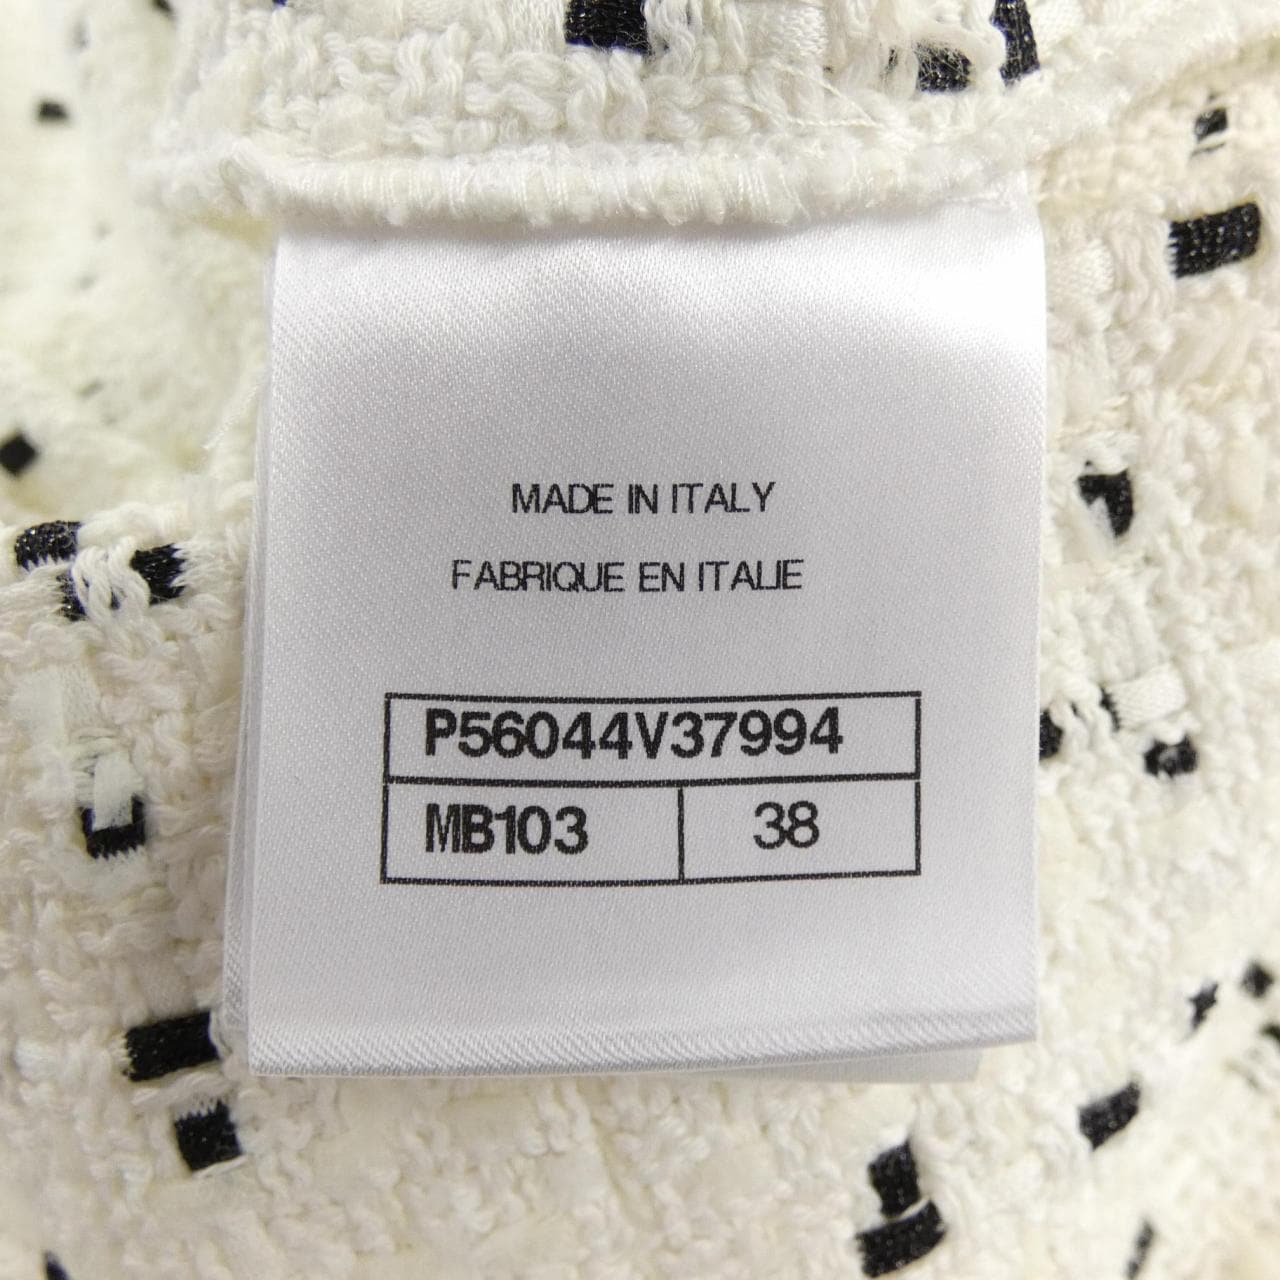 MADE IN ITALY
FABRIQUE EN ITALIE
P56044V37994
MB103 38